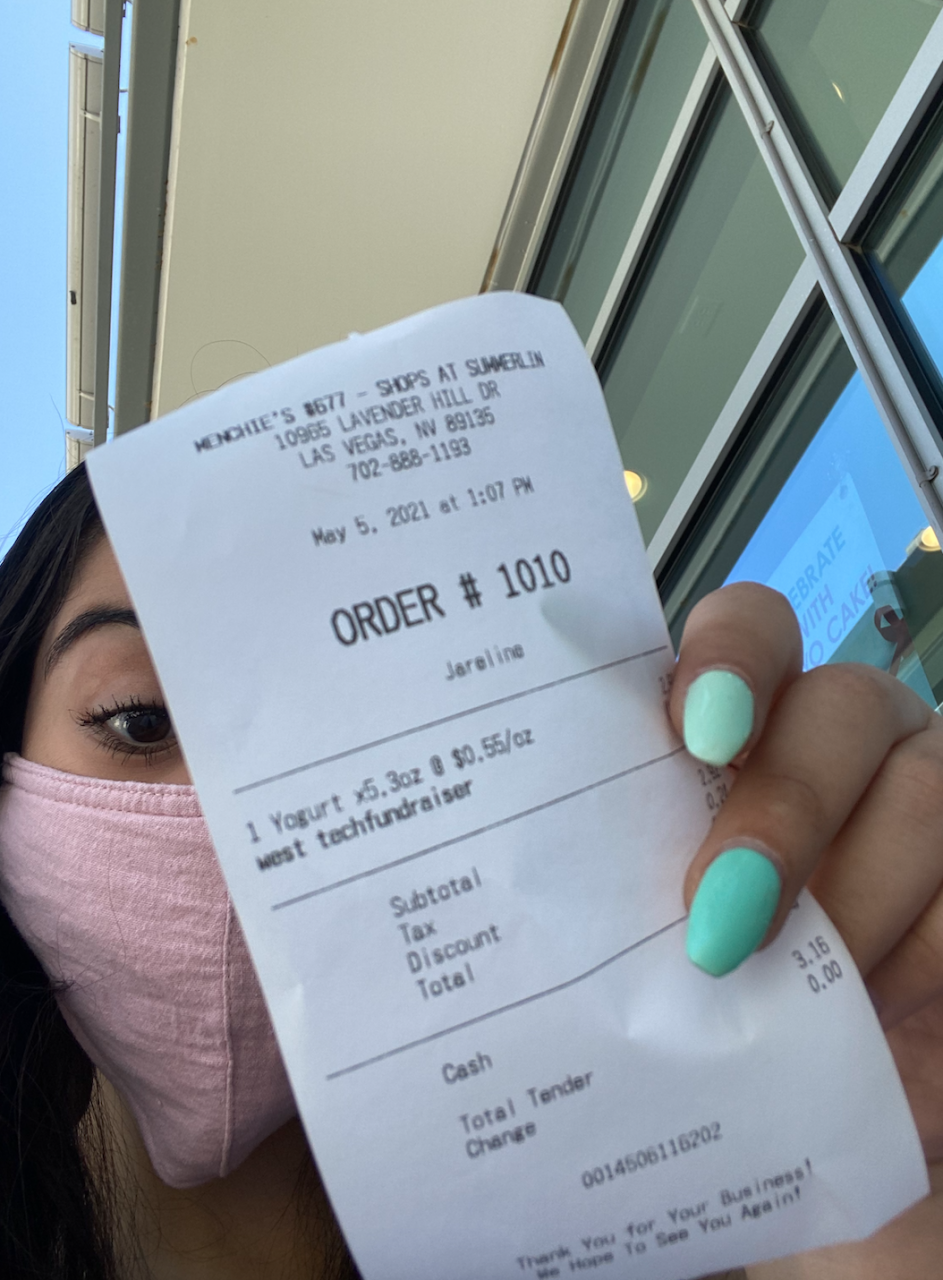 MENCHIE'S #677 - SHOPS AT SUMMERLIN
10965 LAVENDER HILL DR
LAS VEGAS, NV 89135
702-888-1193
May 5, 2021 at 1:07 PM
ORDER # 1010
Jareline
1 Yogurt x5.3oz @ $0.55/oz
west techfundraiser
Subtotal
Tax
Discount
Total
Cash
Total Tender 3.16
Change 0.00
0014506116202
Thank You for Your Business!
We Hope To See You Again!
WITH
CAKE!